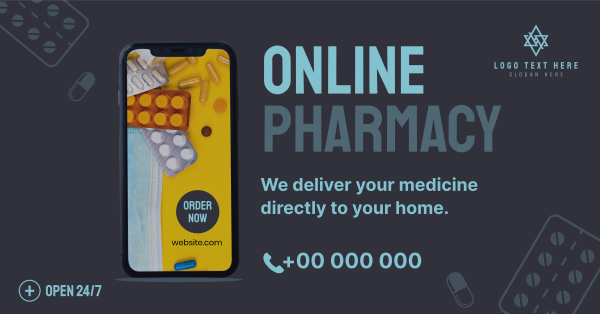 ONLINE
PHARMACY
LOGO TEXT HERE
SLOGAN HERE
We deliver your medicine
directly to your home.
ORDER
NOW
website.com
+00 000 000
OPEN 24/7